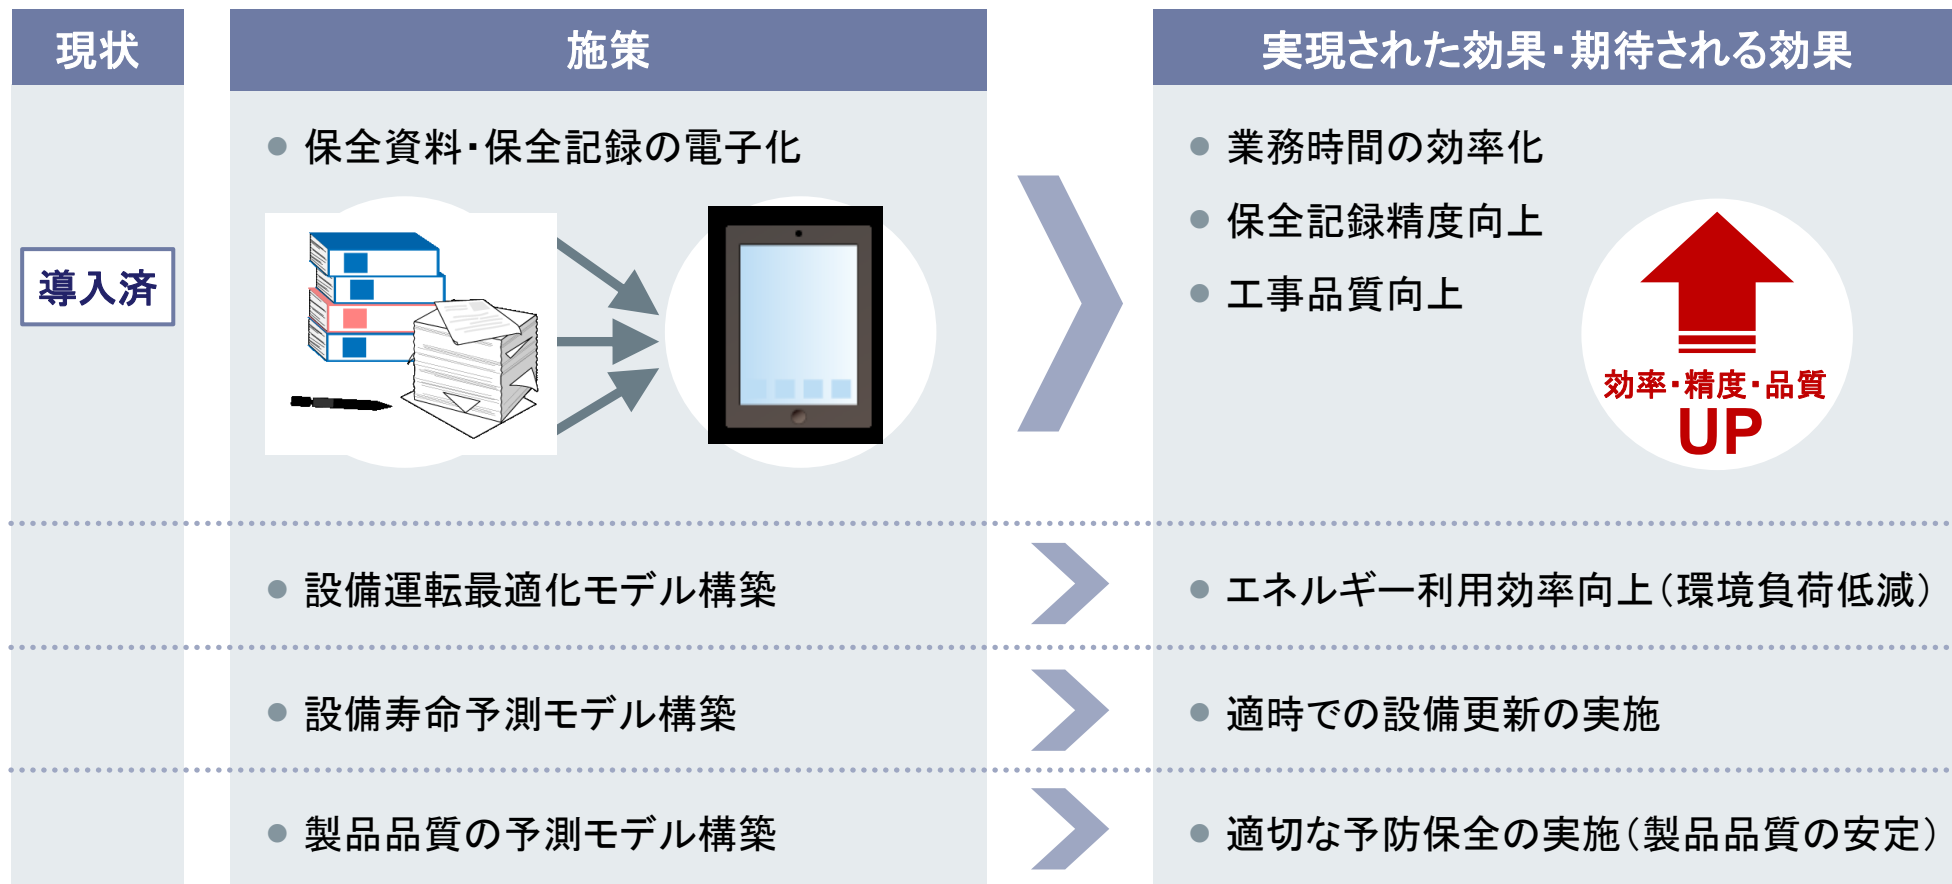 現状
施策
実現された効果・期待される効果
導入済
保全資料・保全記録の電子化
業務時間の効率化
保全記録精度向上
工事品質向上
効率・精度・品質
UP
設備運転最適化モデル構築
エネルギー利用効率向上（環境負荷低減）
設備寿命予測モデル構築
適時での設備更新の実施
製品品質の予測モデル構築
適切な予防保全の実施（製品品質の安定）